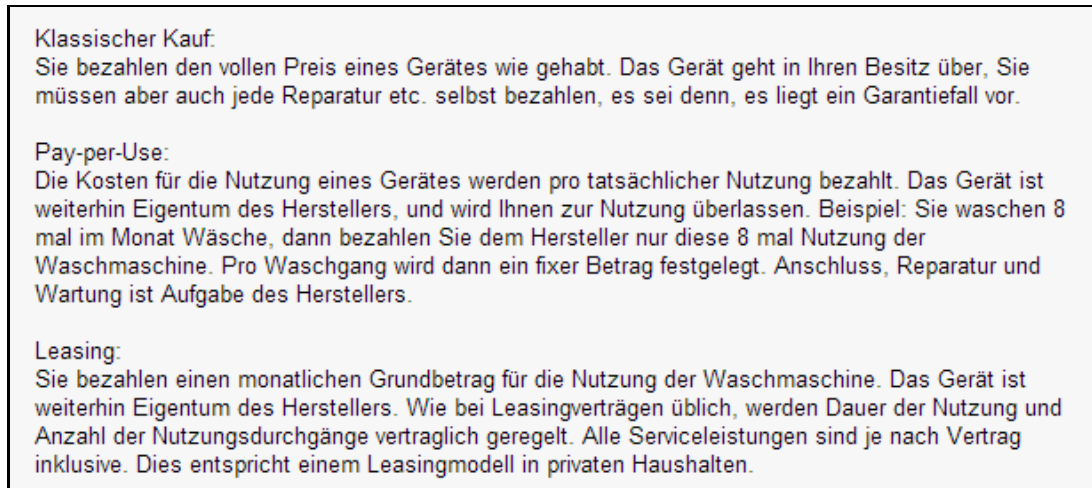 Klassischer Kauf:
Sie bezahlen den vollen Preis eines Gerätes wie gehabt. Das Gerät geht in Ihren Besitz über, Sie
müssen aber auch jede Reparatur etc. selbst bezahlen, es sei denn, es liegt ein Garantiefall vor.
Pay-per-Use:
Die Kosten für die Nutzung eines Gerätes werden pro tatsächlicher Nutzung bezahlt. Das Gerät ist
weiterhin Eigentum des Herstellers, und wird Ihnen zur Nutzung überlassen. Beispiel: Sie waschen 8
mal im Monat Wäsche, dann bezahlen Sie dem Hersteller nur diese 8 mal Nutzung der
Waschmaschine. Pro Waschgang wird dann ein fixer Betrag festgelegt. Anschluss, Reparatur und
Wartung ist Aufgabe des Herstellers.
Leasing:
Sie bezahlen einen monatlichen Grundbetrag für die Nutzung der Waschmaschine. Das Gerät ist
weiterhin Eigentum des Herstellers. Wie bei Leasingverträgen üblich, werden Dauer der Nutzung und
Anzahl der Nutzungsdurchgänge vertraglich geregelt. Alle Serviceleistungen sind je nach Vertrag
inklusive. Dies entspricht einem Leasingmodell in privaten Haushalten.